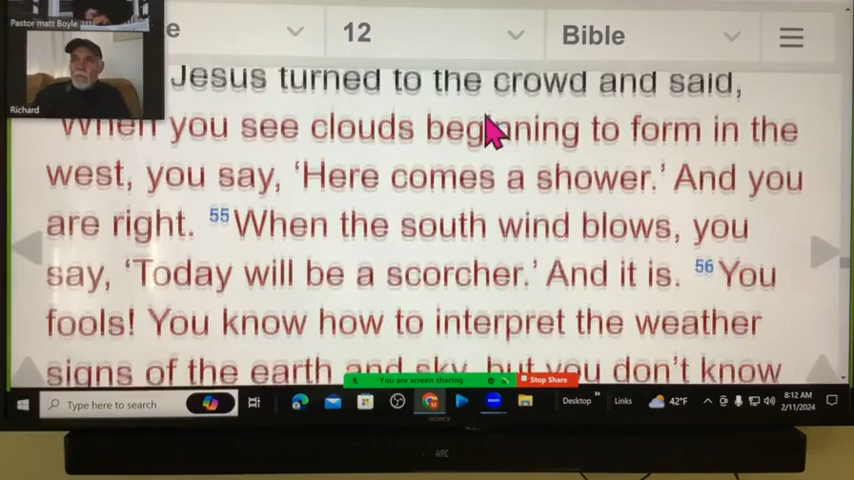 Pastor matt Boyle
Richard
e
12
Bible
Jesus turned to the crowd and said,
When you see clouds beginning to form in the
west, you say, ‘Here comes a shower.’ And you
are right. 55 When the south wind blows, you
say, ‘Today will be a scorcher.’ And it is. 56 You
fools! You know how to interpret the weather
signs of the earth and sky, but you don’t know
You are screen sharing
Stop Share
Type here to search
Desktop
Links
42°F
8:12 AM
2/11/2024
SONY
ARC